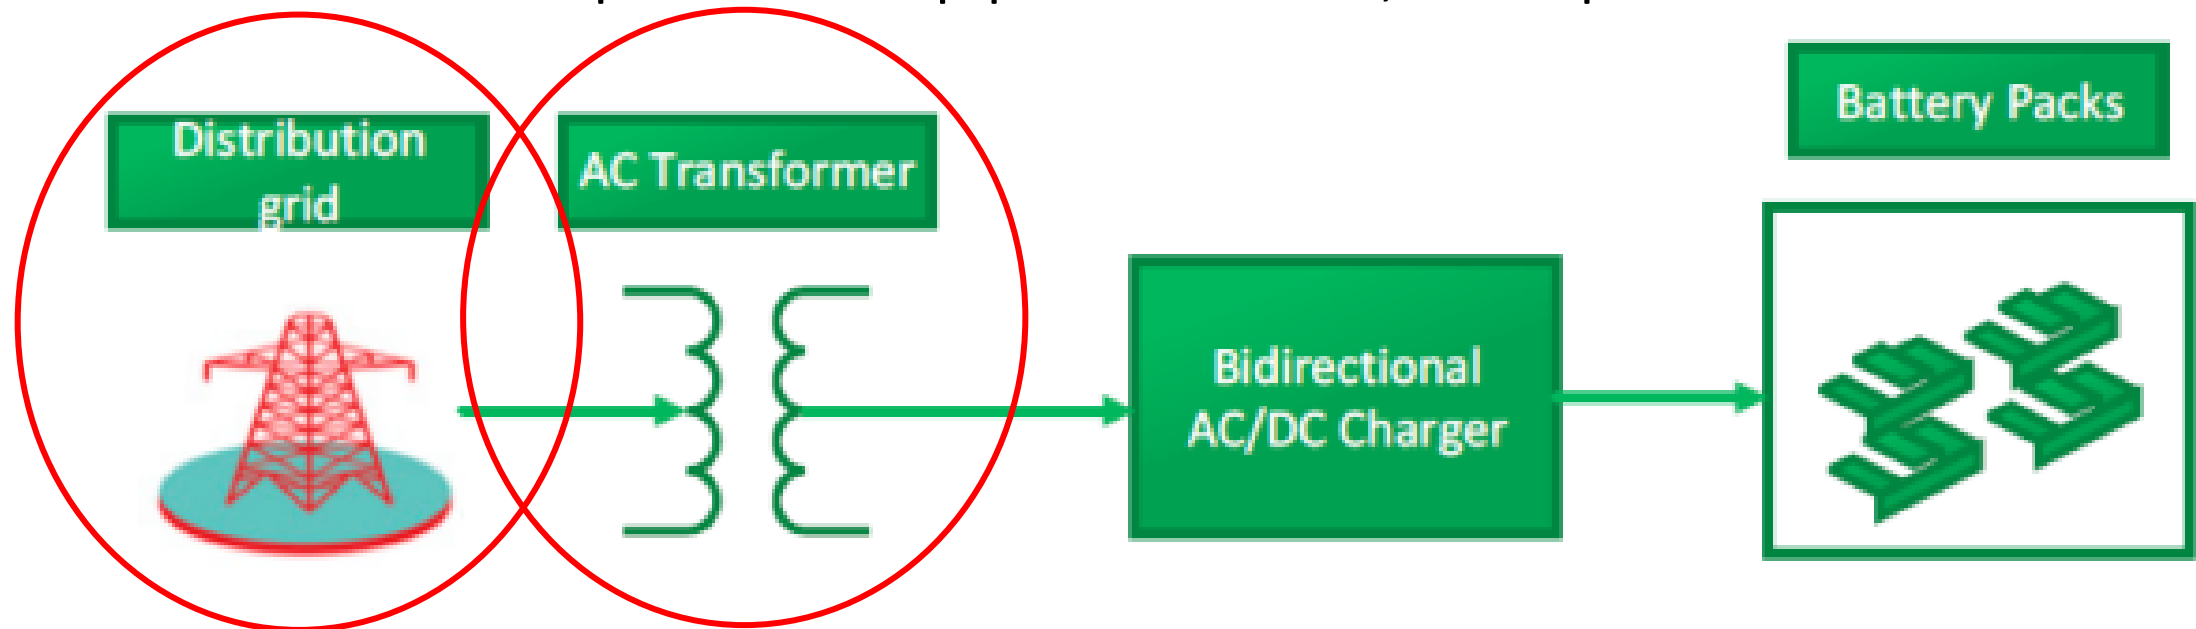 Distribution
grid
AC Transformer
Battery Packs
Bidirectional
AC/DC Charger